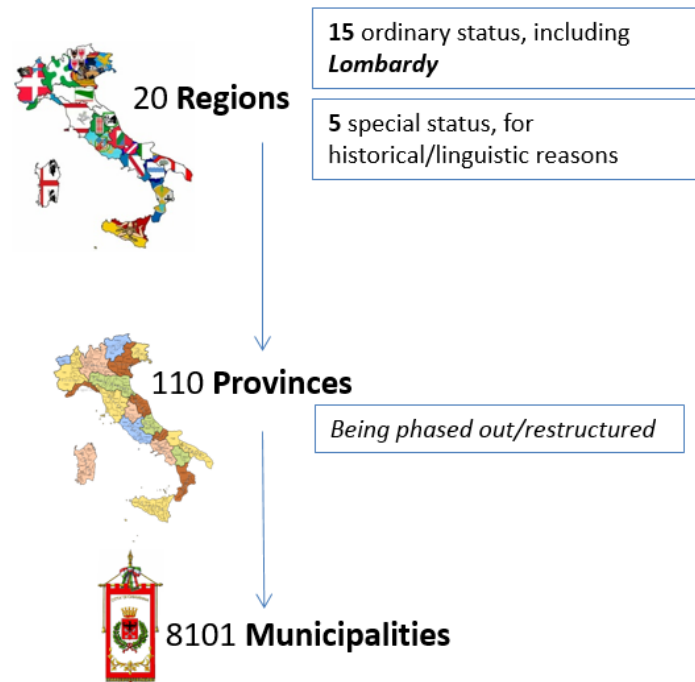 15 ordinary status, including
Lombardy
20 Regions
5 special status, for
historical/linguistic reasons
110 Provinces
Being phased out/restructured
8101 Municipalities